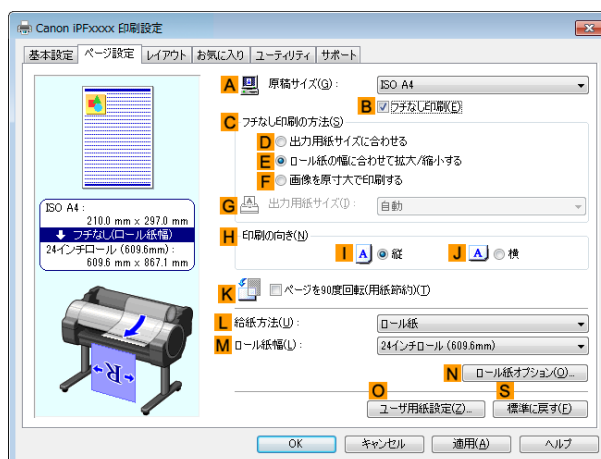 Canon iPFxxxx 印刷設定
基本設定 ページ設定 レイアウト お気に入り ユーティリティ サポート
A 原稿サイズ(G): ISO A4
B フチなし印刷(E)
C フチなし印刷の方法(S)
D 出力用紙サイズに合わせる
E ロール紙の幅に合わせて拡大/縮小する
F 画像を原寸大で印刷する
G 出力用紙サイズ(I): 自動
ISO A4:
210.0 mm x 297.0 mm
フチなし(ロール紙幅)
24インチロール (609.6mm):
609.6 mm x 867.1 mm
H 印刷の向き(N)
I A 縦 J A 横
K ページを90度回転(用紙節約)(T)
L 給紙方法(U): ロール紙
M ロール紙幅(L): 24インチロール (609.6mm)
N ロール紙オプション(O)...
O S
ユーザ用紙設定(Z)... 標準に戻す(F)
R
OK キャンセル 適用(A) ヘルプ